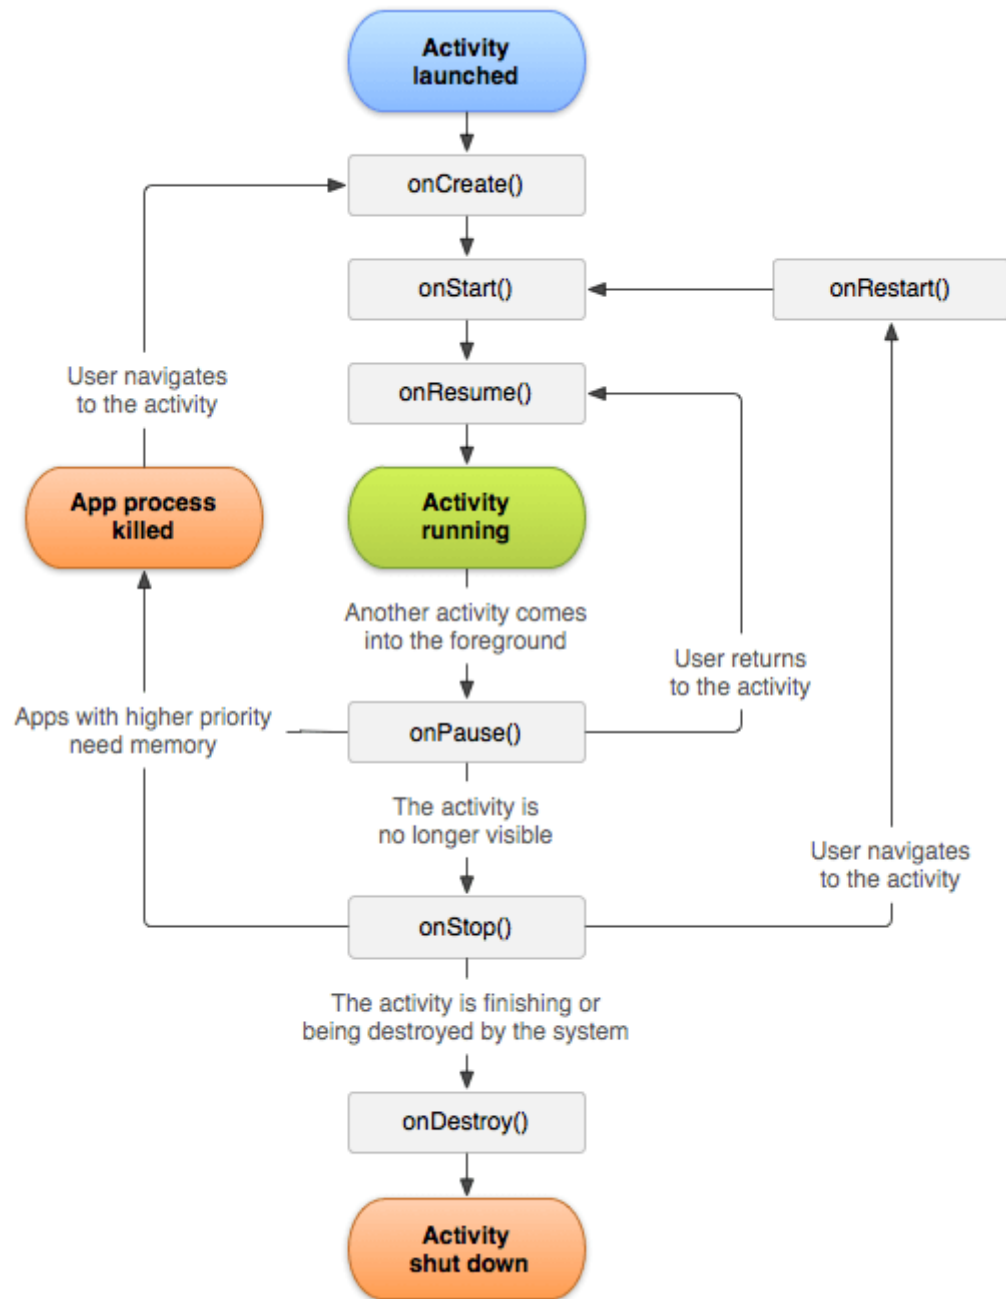 Activity
launched
onCreate()
onStart()
onRestart()
onResume()
User navigates
to the activity
App process
killed
Activity
running
Another activity comes
into the foreground
User returns
to the activity
Apps with higher priority
need memory
onPause()
The activity is
no longer visible
User navigates
to the activity
onStop()
The activity is finishing or
being destroyed by the system
onDestroy()
Activity
shut down